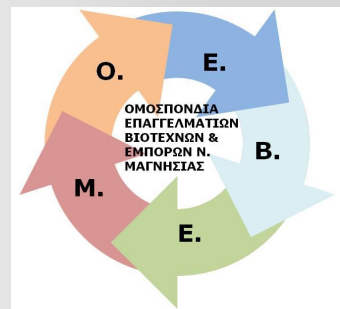 Ο.
Ε.
Β.
Ε.
Μ.
ΟΜΟΣΠΟΝΔΙΑ
ΕΠΑΓΓΕΛΜΑΤΙΩΝ
ΒΙΟΤΕΧΝΩΝ &
ΕΜΠΟΡΩΝ Ν.
ΜΑΓΝΗΣΙΑΣ